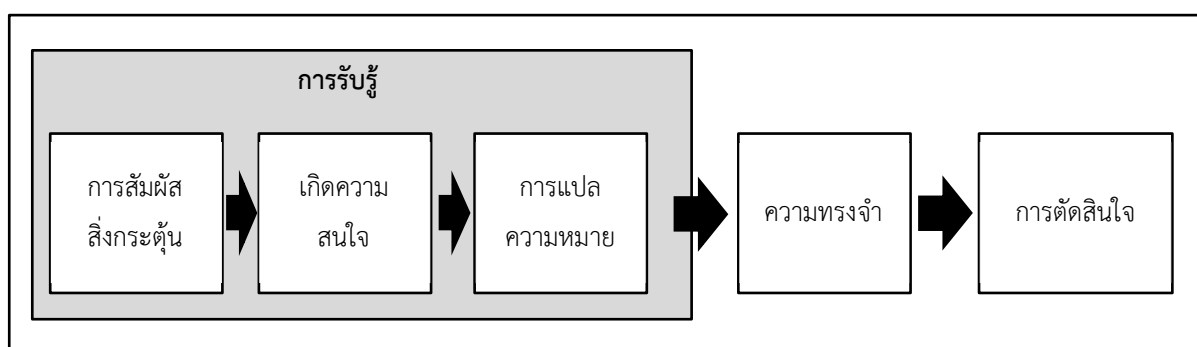 การรับรู้
การสัมผัส
สิ่งกระตุ้น
เกิดความ
สนใจ
การแปล
ความหมาย
ความทรงจำ
การตัดสินใจ